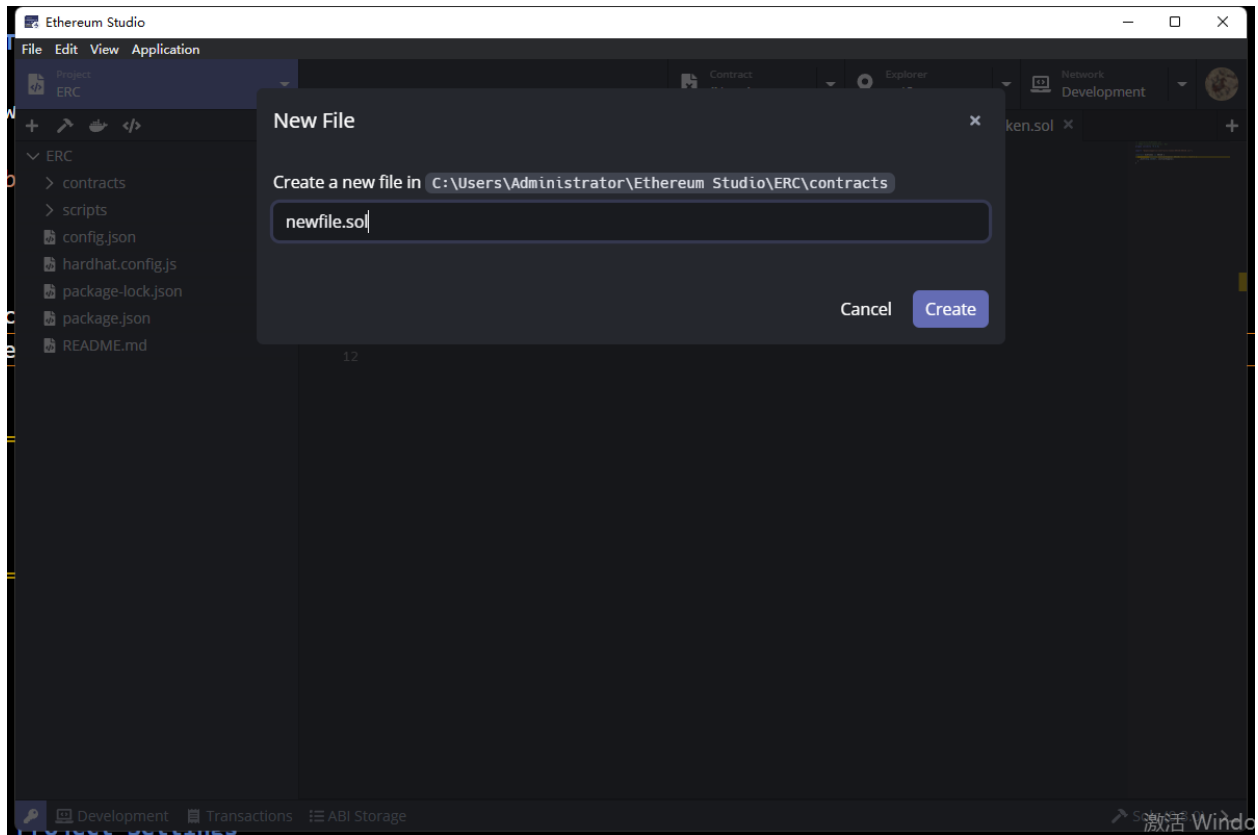 Ethereum Studio
File Edit View Application
Project
ERC
Contract
Explorer
Network
Development
ken.sol
ERC
contracts
scripts
config.json
hardhat.config.js
package-lock.json
package.json
README.md
New File
Create a new file in C:\Users\Administrator\Ethereum Studio\ERC\contracts
newfile.sol
Cancel Create
12
Development Transactions ABI Storage
激活 Windo
Project Settings